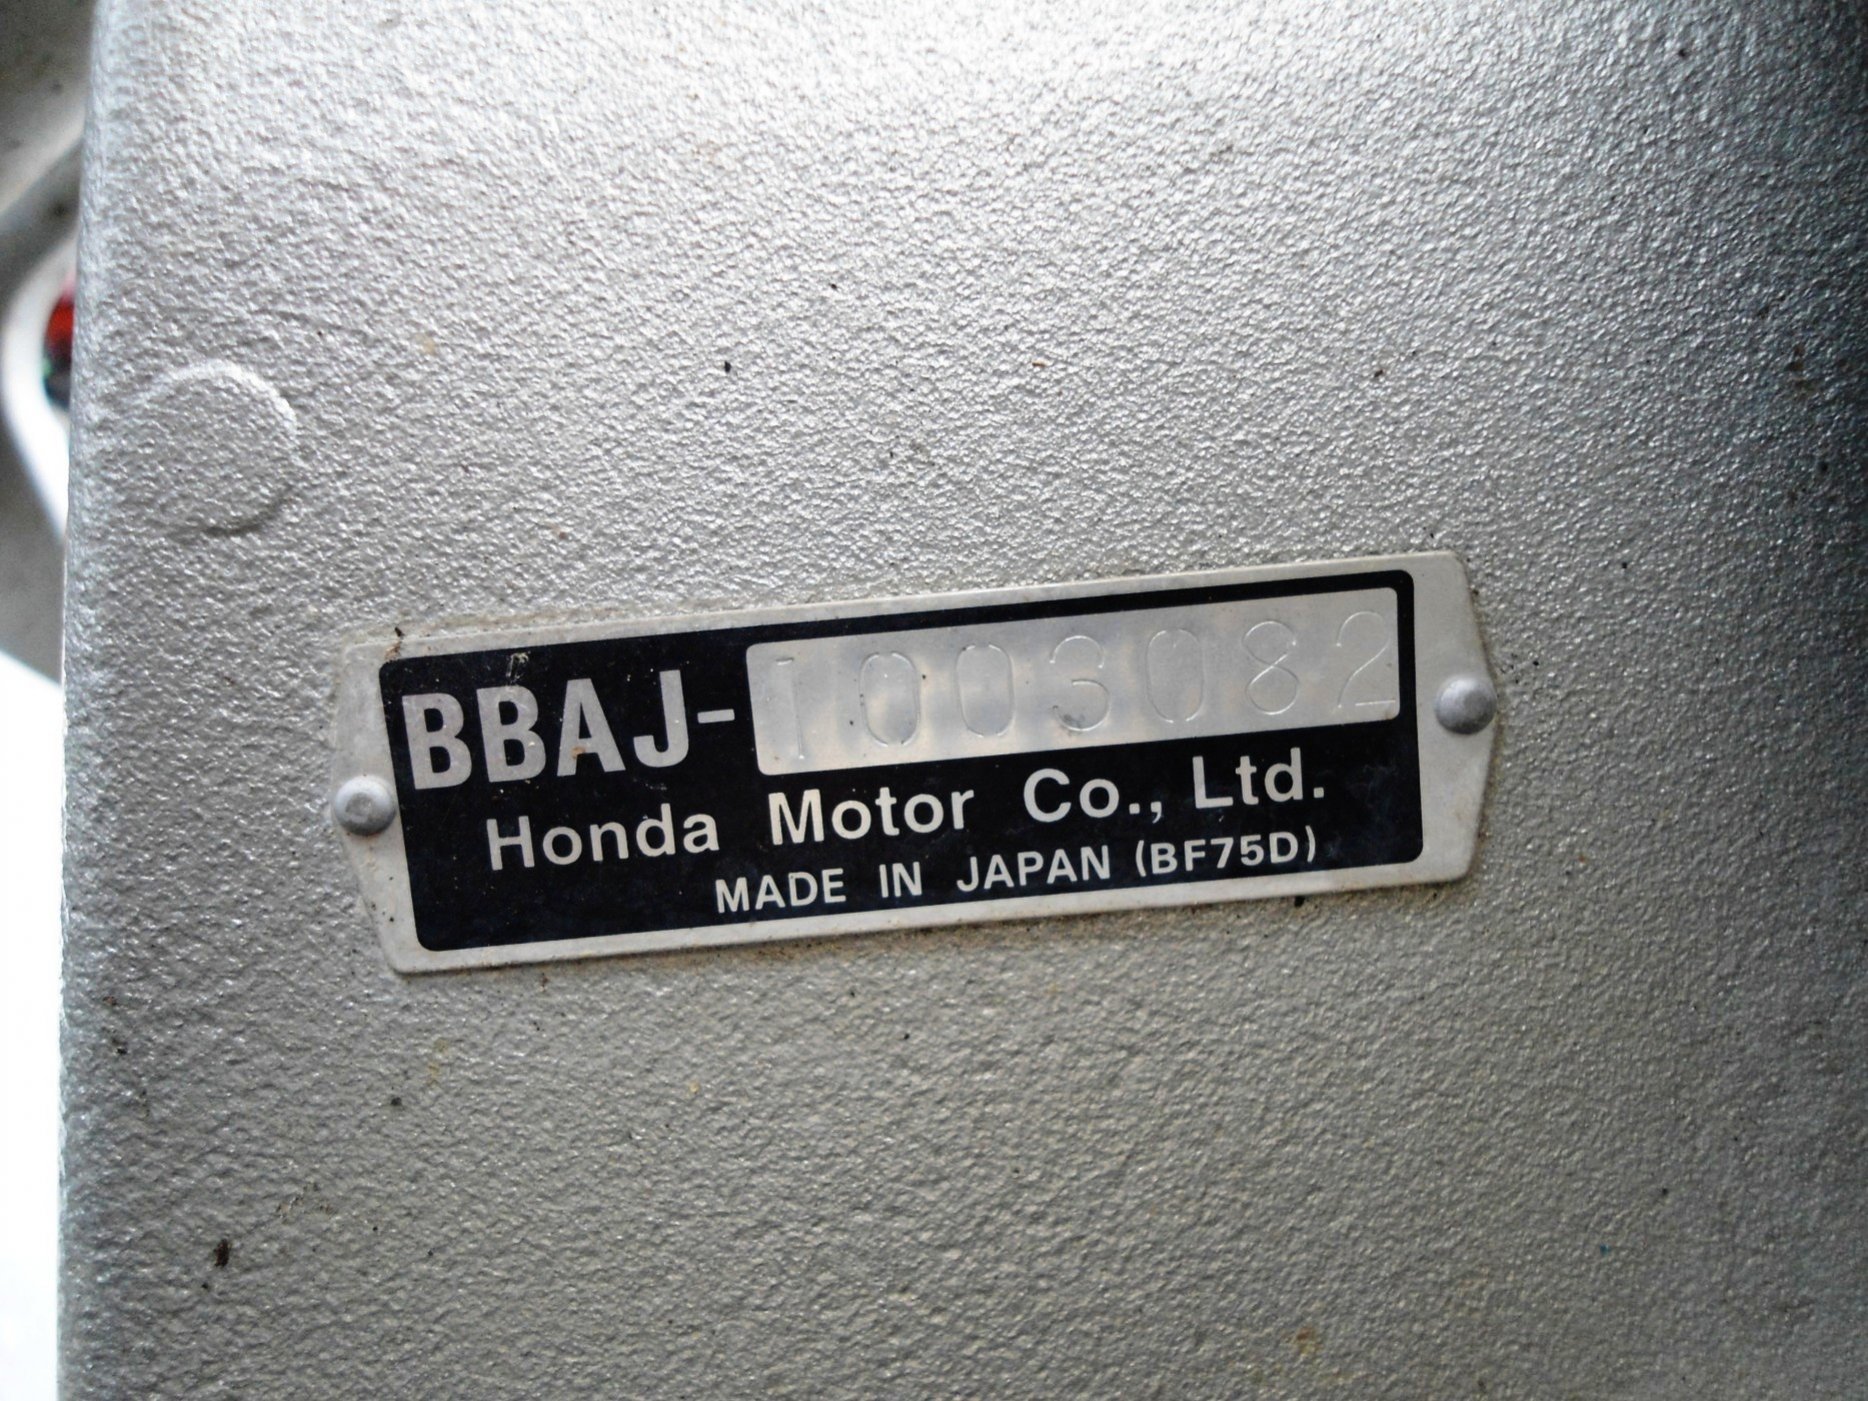 BBAJ-1003082
Honda Motor Co., Ltd.
MADE IN JAPAN (BF75D)